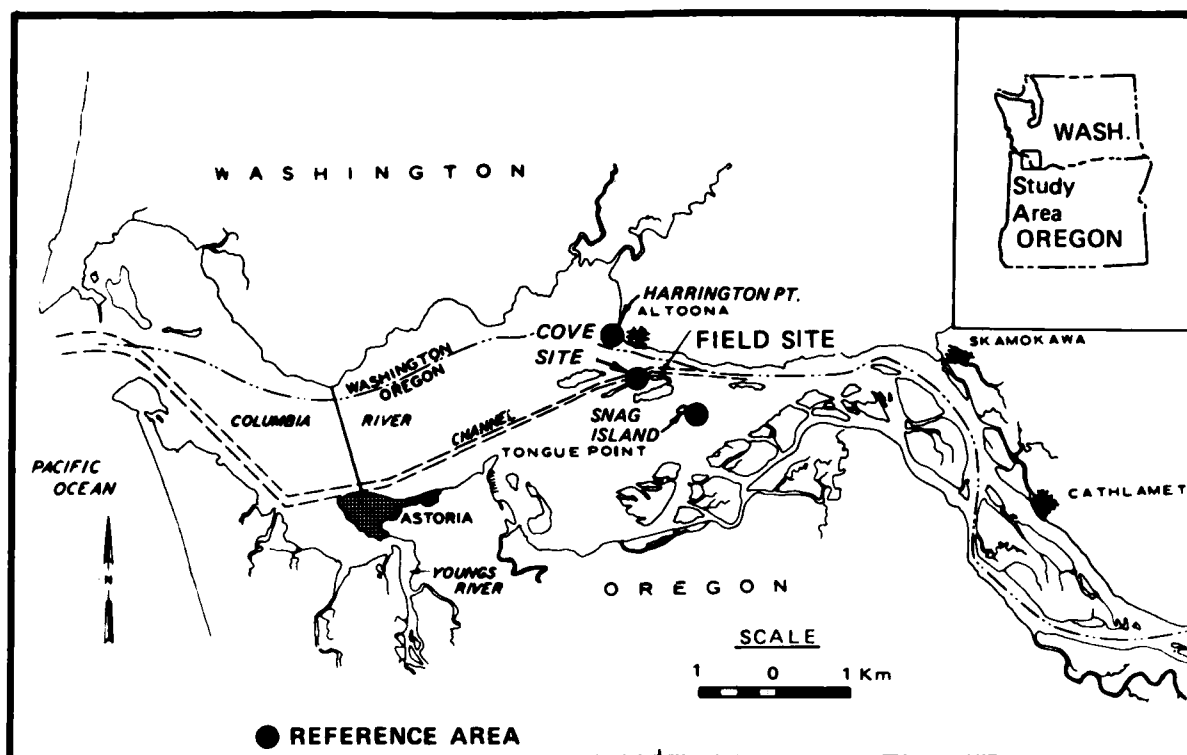 WASHINGTON
WASH.
Study
Area
OREGON
HARRINGTON PT.
ALTOONA
COVE
SITE
FIELD SITE
SKAMOKAWA
WASHINGTON
OREGON
COLUMBIA RIVER
CHANNEL
SNAG
ISLAND
TONGUE POINT
PACIFIC
OCEAN
CATHLAMET
ASTORIA
N
YOUNGS
RIVER
OREGON
SCALE
1 0 1 Km
REFERENCE AREA